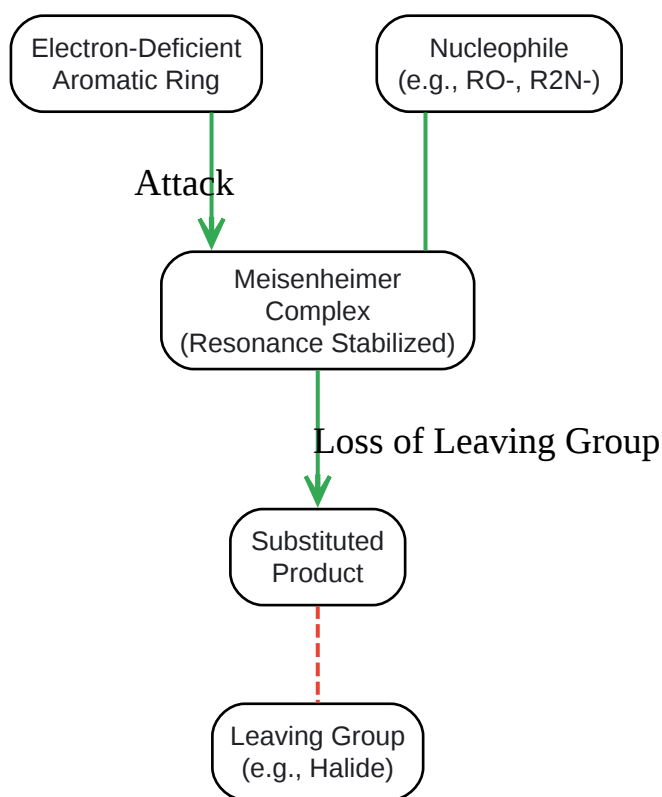 Electron-Deficient
Aromatic Ring
Nucleophile
(e.g., RO-, R2N-)
Attack
Meisenheimer
Complex
(Resonance Stabilized)
Loss of Leaving Group
Substituted
Product
Leaving Group
(e.g., Halide)